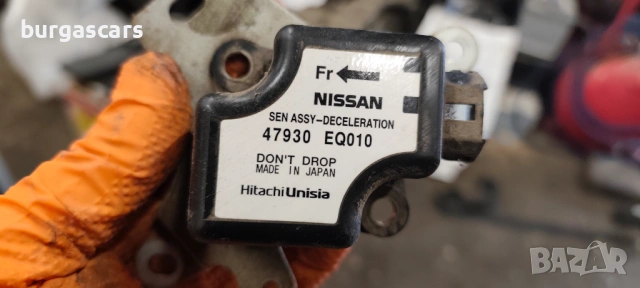 burgascars
Fr
NISSAN
SEN ASSY-DECELERATION
47930 EQ010
DON'T DROP
MADE IN JAPAN
HitachiUnisia
BAZAR